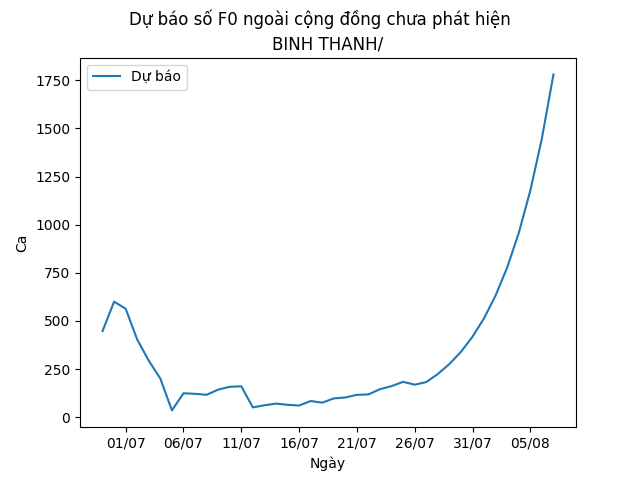 Dự báo số F0 ngoài cộng đồng chưa phát hiện
BINH THANH/
Dự báo
Ca
1750
1500
1250
1000
750
500
250
0
01/07 06/07 11/07 16/07 21/07 26/07 31/07 05/08
Ngày